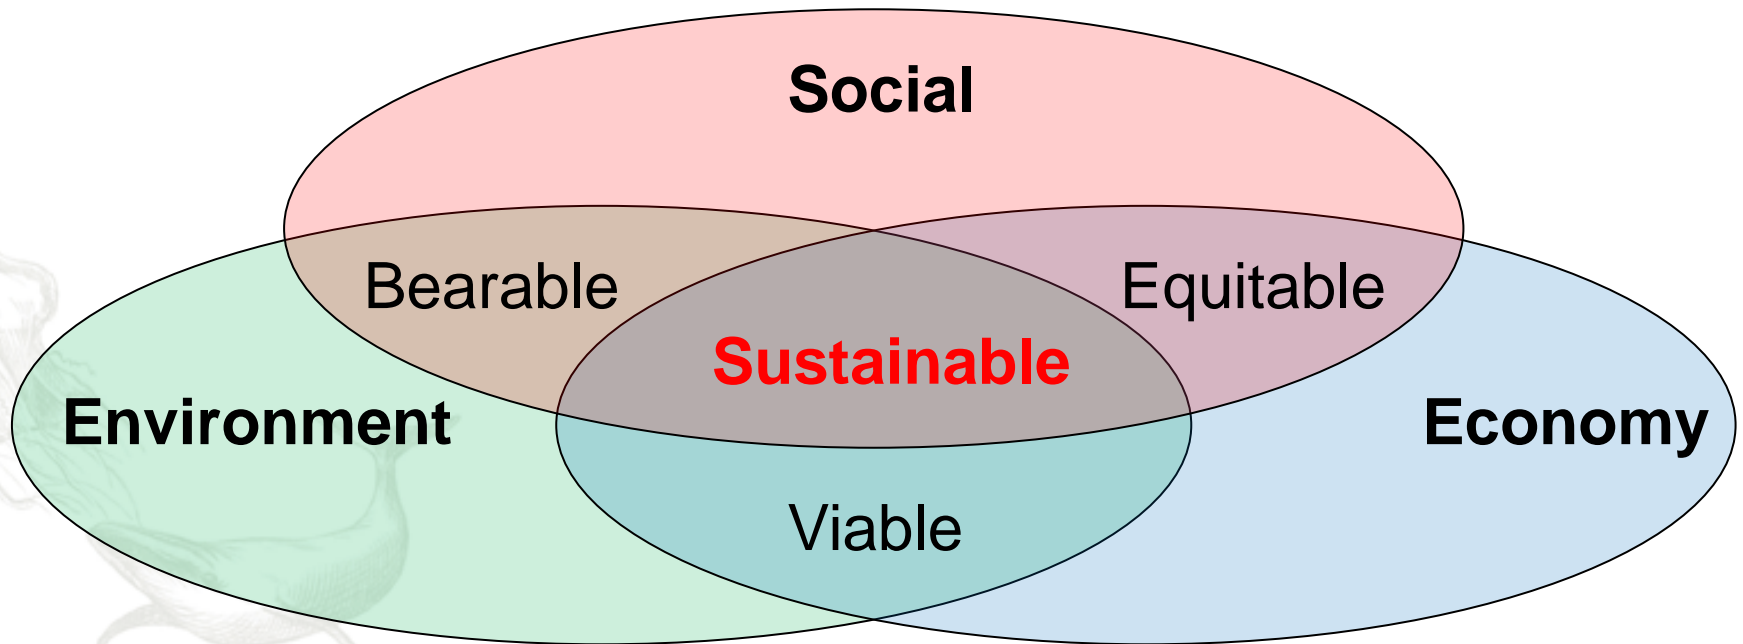 Social
Bearable
Equitable
Sustainable
Environment
Economy
Viable